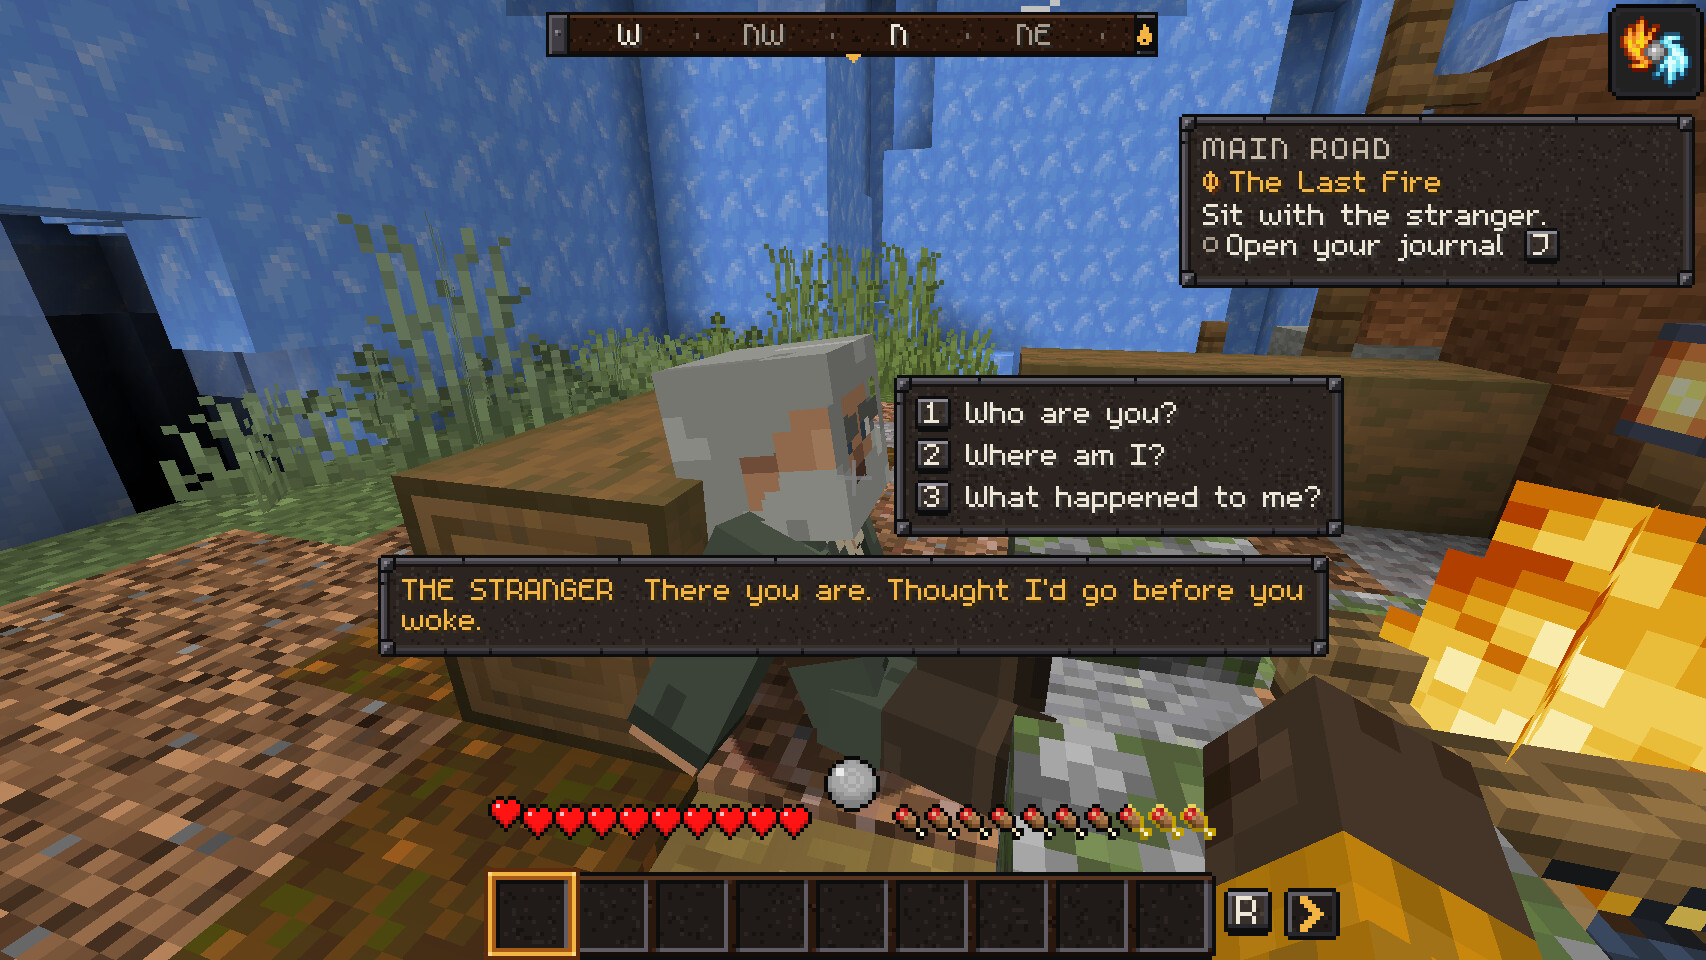 W NW N NE
MAIN ROAD
The Last Fire
Sit with the stranger.
Open your journal J
1 Who are you?
2 Where am I?
3 What happened to me?
THE STRANGER There you are. Thought I'd go before you
woke.
R